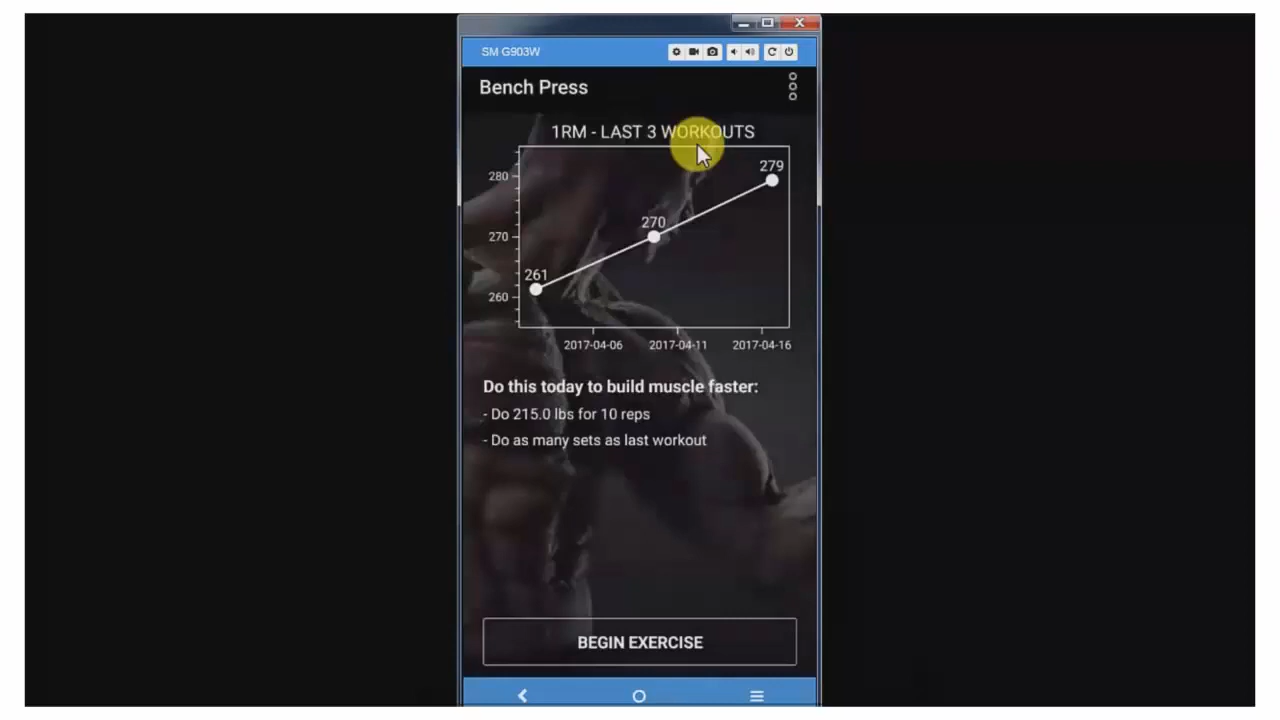 SM G903W
Bench Press
1RM - LAST 3 WORKOUTS
280
270
260
261
270
279
2017-04-06 2017-04-11 2017-04-16
Do this today to build muscle faster:
- Do 215.0 lbs for 10 reps
- Do as many sets as last workout
BEGIN EXERCISE